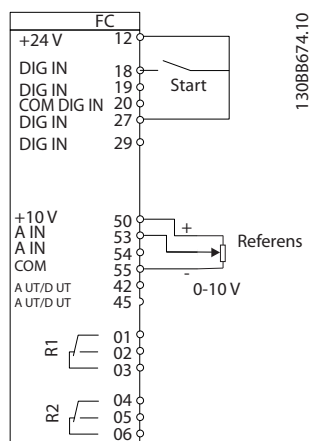 FC
+24 V 12
DIG IN 18
DIG IN 19
COM DIG IN 20
DIG IN 27
DIG IN 29
Start
+10 V 50
A IN 53
A IN 54
COM 55
A UT/D UT 42
A UT/D UT 45
+
-
Referens
0-10 V
R1
01
02
03
R2
04
05
06
130BB674.10